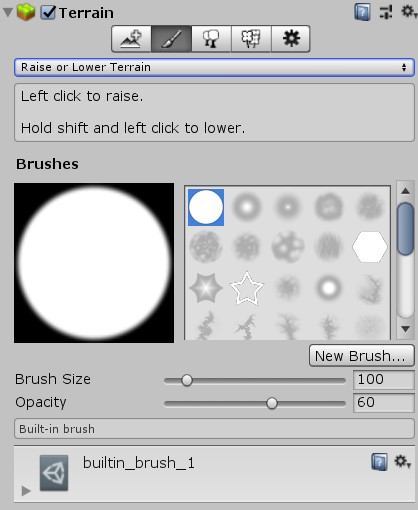 Terrain
Raise or Lower Terrain
Left click to raise.
Hold shift and left click to lower.
Brushes
New Brush...
Brush Size 100
Opacity 60
Built-in brush
builtin_brush_1